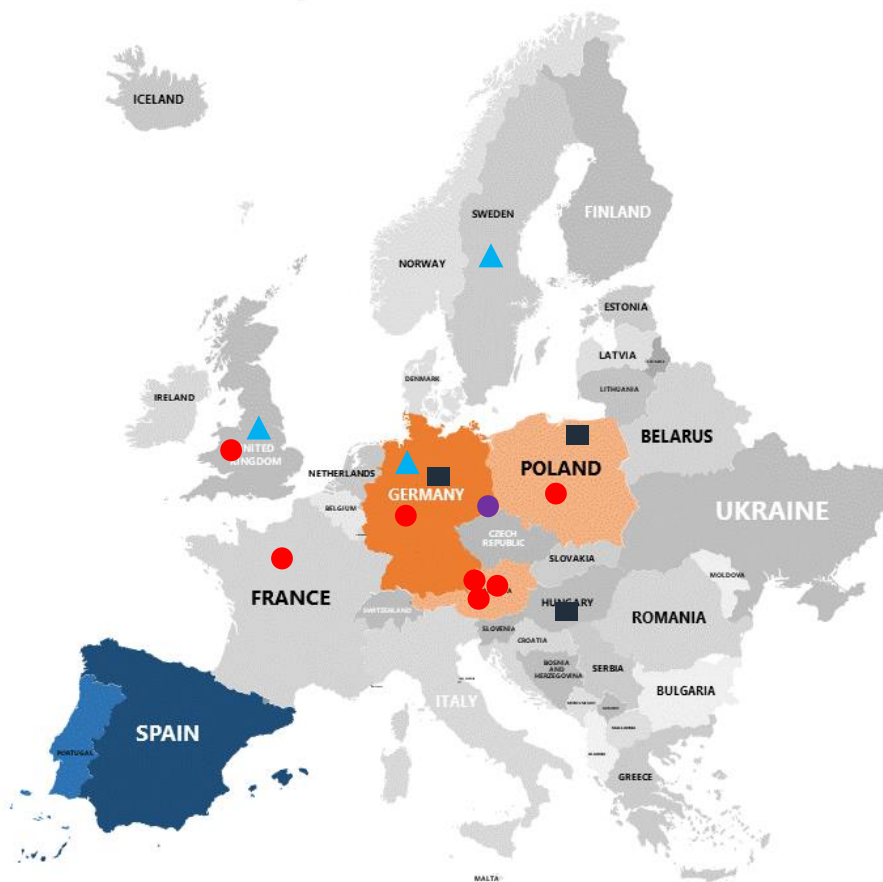 ICELAND
SWEDEN
FINLAND
NORWAY
ESTONIA
LATVIA
LITHUANIA
DENMARK
IRELAND
UNITED
KINGDOM
BELARUS
POLAND
NETHERLANDS
GERMANY
BELGIUM
UKRAINE
CZECH
REPUBLIC
SLOVAKIA
MOLDOVA
FRANCE
HUNGARY
SWITZERLAND
ROMANIA
SLOVENIA
CROATIA
BOSNIA
AND
HERZEGOVINA
SERBIA
BULGARIA
ITALY
SPAIN
PORTUGAL
GREECE
MALTA